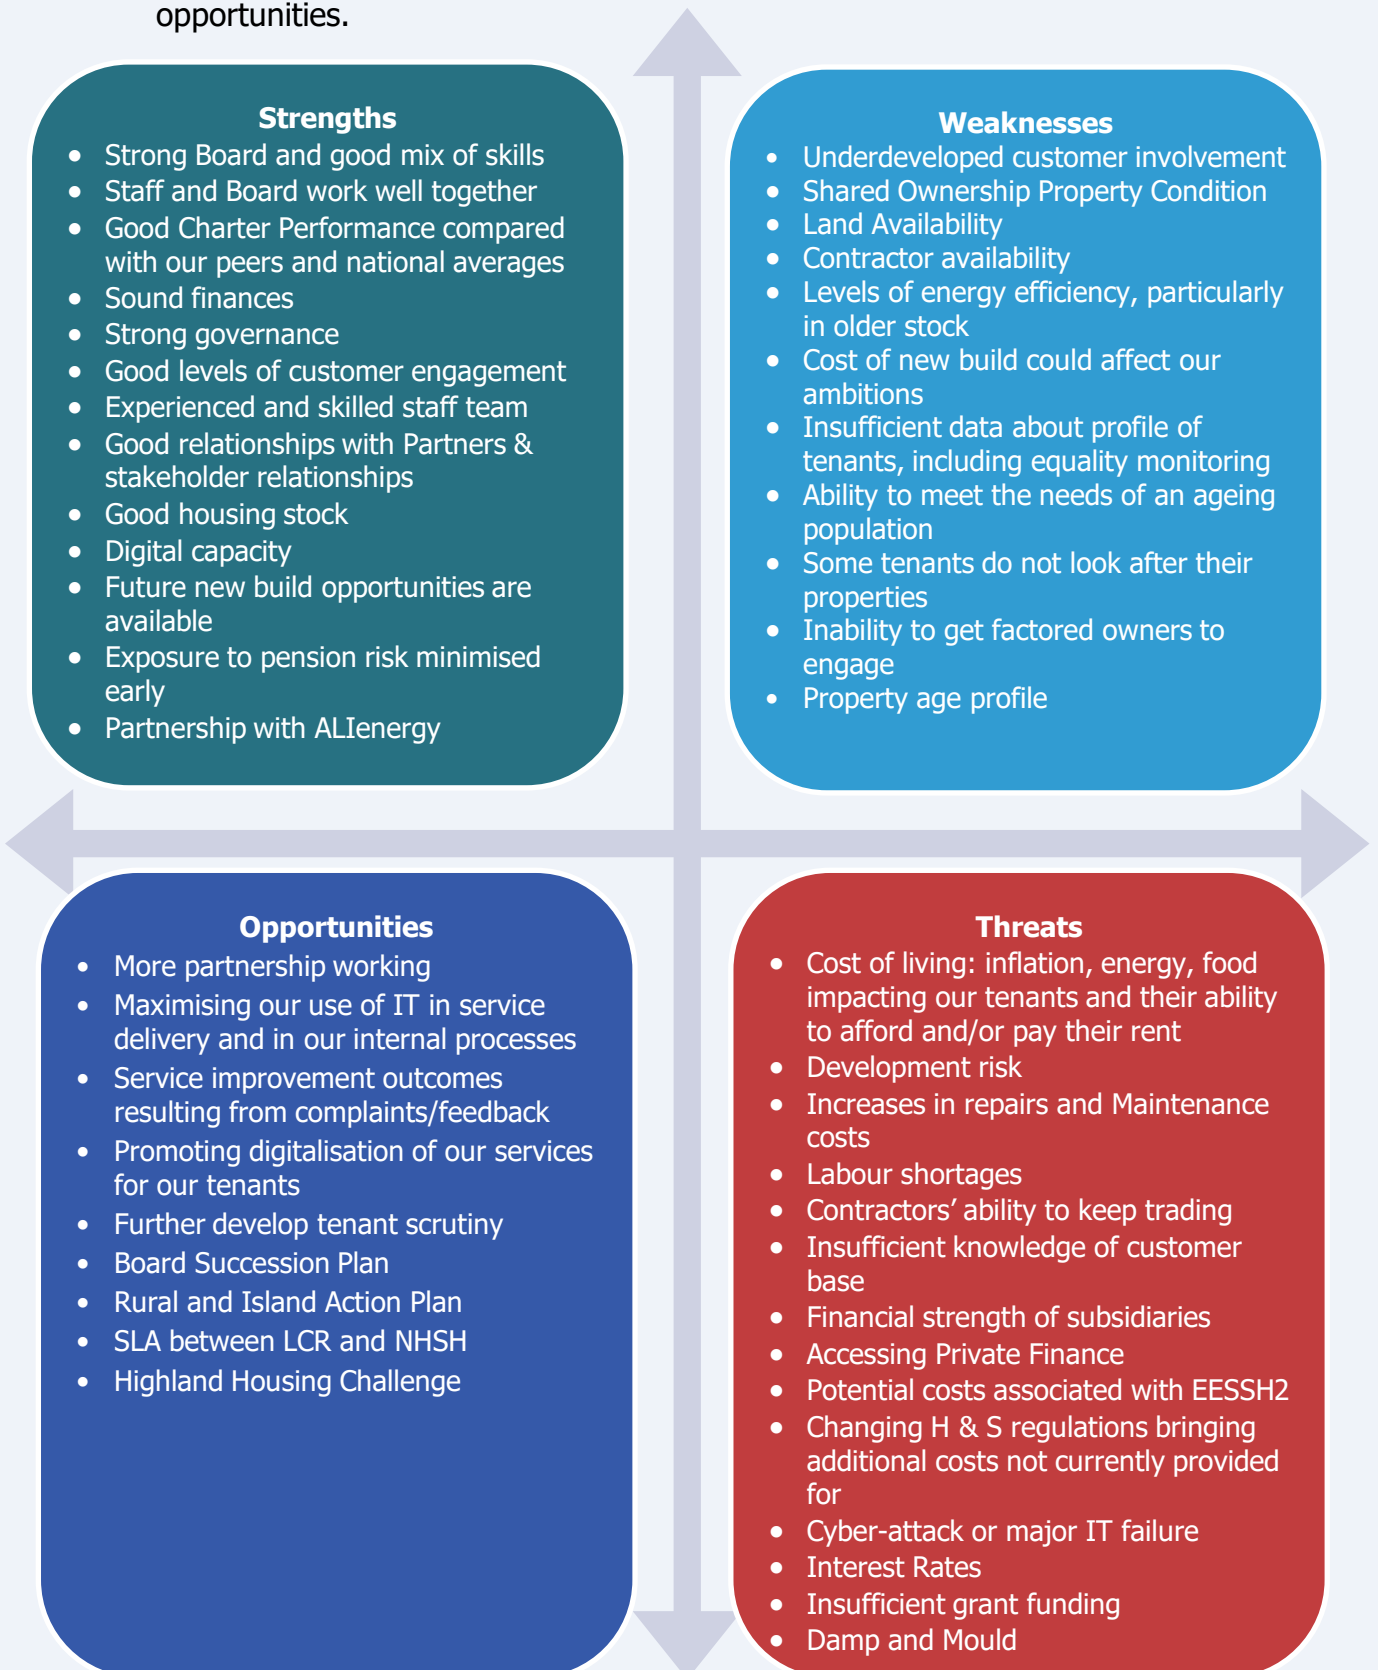 opportunities.
Strengths
• Strong Board and good mix of skills
• Staff and Board work well together
• Good Charter Performance compared
with our peers and national averages
• Sound finances
• Strong governance
• Good levels of customer engagement
• Experienced and skilled staff team
• Good relationships with Partners &
stakeholder relationships
• Good housing stock
• Digital capacity
• Future new build opportunities are
available
• Exposure to pension risk minimised
early
• Partnership with ALIenergy
Weaknesses
• Underdeveloped customer involvement
• Shared Ownership Property Condition
• Land Availability
• Contractor availability
• Levels of energy efficiency, particularly
in older stock
• Cost of new build could affect our
ambitions
• Insufficient data about profile of
tenants, including equality monitoring
• Ability to meet the needs of an ageing
population
• Some tenants do not look after their
properties
• Inability to get factored owners to
engage
• Property age profile
Opportunities
• More partnership working
• Maximising our use of IT in service
delivery and in our internal processes
• Service improvement outcomes
resulting from complaints/feedback
• Promoting digitalisation of our services
for our tenants
• Further develop tenant scrutiny
• Board Succession Plan
• Rural and Island Action Plan
• SLA between LCR and NHSH
• Highland Housing Challenge
Threats
• Cost of living: inflation, energy, food
impacting our tenants and their ability
to afford and/or pay their rent
• Development risk
• Increases in repairs and Maintenance
costs
• Labour shortages
• Contractors’ ability to keep trading
• Insufficient knowledge of customer
base
• Financial strength of subsidiaries
• Accessing Private Finance
• Potential costs associated with EESSH2
• Changing H & S regulations bringing
additional costs not currently provided
for
• Cyber-attack or major IT failure
• Interest Rates
• Insufficient grant funding
• Damp and Mould